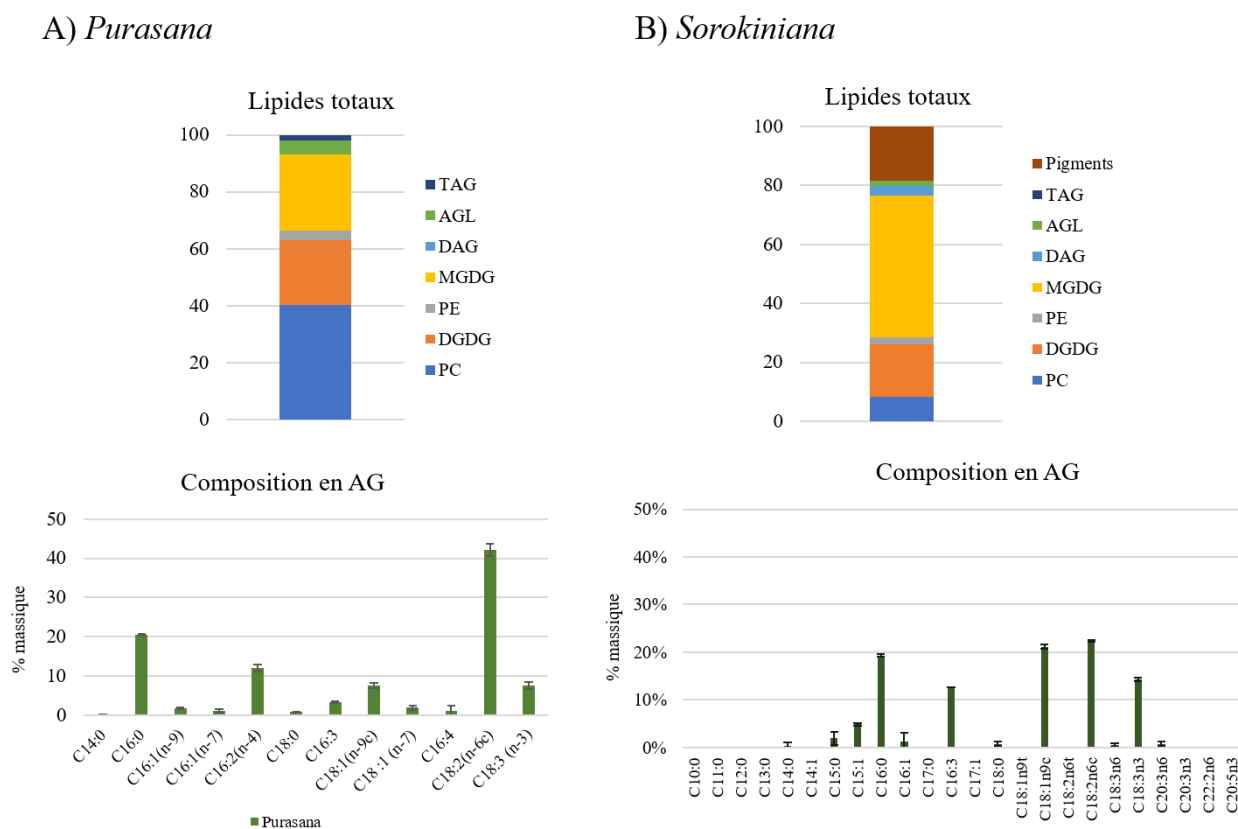 A) Purasana
Lipides totaux
100
80
60
40
20
0
TAG
AGL
DAG
MGDG
PE
DGDG
PC
Composition en AG
% massique
50
40
30
20
10
0
C14:0
C16:0
C16:1(n-9)
C16:1(n-7)
C16:2(n-4)
C18:0
C16:3
C18:1(n-9c)
C18 :1 (n-7)
C16:4
C18:2(n-6c)
C18:3 (n-3)
Purasana
B) Sorokiniana
Lipides totaux
100
80
60
40
20
0
Pigments
TAG
AGL
DAG
MGDG
PE
DGDG
PC
Composition en AG
% massique
50%
40%
30%
20%
10%
0%
C10:0
C11:0
C12:0
C13:0
C14:0
C14:1
C15:0
C15:1
C16:0
C16:1
C17:0
C16:3
C17:1
C18:0
C18:1n9t
C18:1n9c
C18:2n6t
C18:2n6c
C18:3n6
C18:3n3
C20:3n6
C20:3n3
C22:2n6
C20:5n3